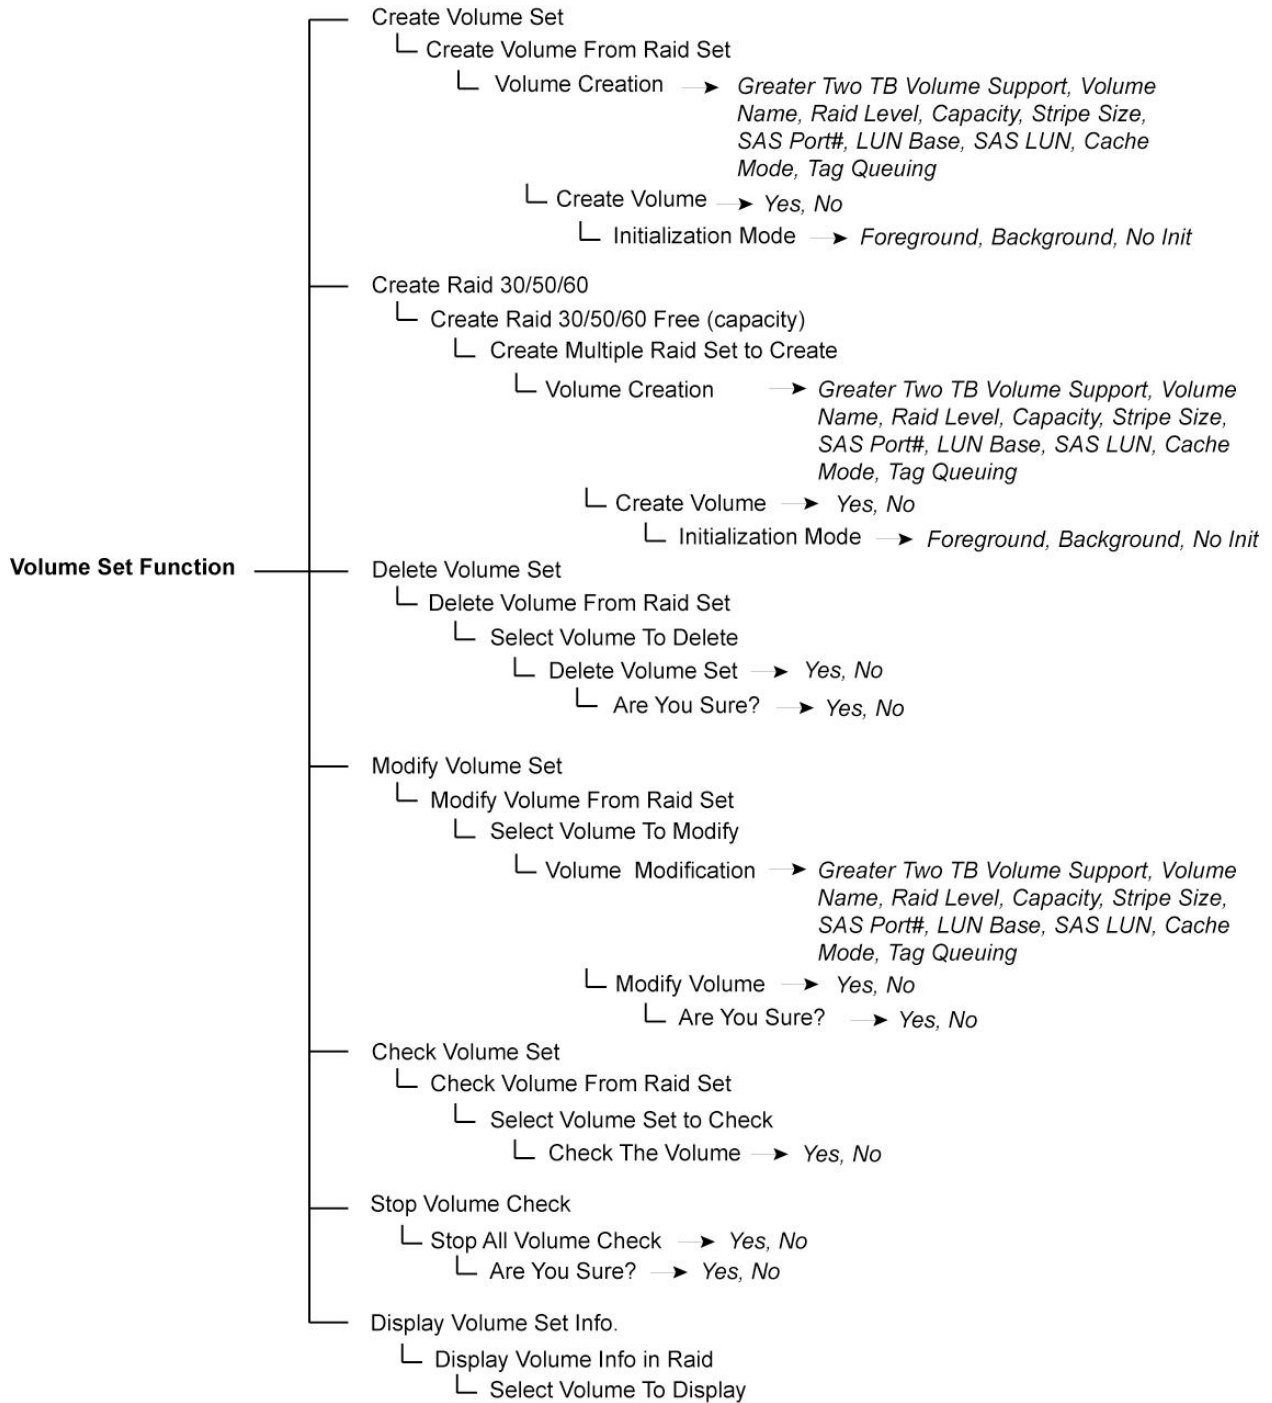 Create Volume Set
Create Volume From Raid Set
Volume Creation
Greater Two TB Volume Support, Volume
Name, Raid Level, Capacity, Stripe Size,
SAS Port#, LUN Base, SAS LUN, Cache
Mode, Tag Queuing
Create Volume
Yes, No
Initialization Mode
Foreground, Background, No Init
Create Raid 30/50/60
Create Raid 30/50/60 Free (capacity)
Create Multiple Raid Set to Create
Volume Creation
Greater Two TB Volume Support, Volume
Name, Raid Level, Capacity, Stripe Size,
SAS Port#, LUN Base, SAS LUN, Cache
Mode, Tag Queuing
Create Volume
Yes, No
Initialization Mode
Foreground, Background, No Init
Volume Set Function
Delete Volume Set
Delete Volume From Raid Set
Select Volume To Delete
Delete Volume Set
Yes, No
Are You Sure?
Yes, No
Modify Volume Set
Modify Volume From Raid Set
Select Volume To Modify
Volume Modification
Greater Two TB Volume Support, Volume
Name, Raid Level, Capacity, Stripe Size,
SAS Port#, LUN Base, SAS LUN, Cache
Mode, Tag Queuing
Modify Volume
Yes, No
Are You Sure?
Yes, No
Check Volume Set
Check Volume From Raid Set
Select Volume Set to Check
Check The Volume
Yes, No
Stop Volume Check
Stop All Volume Check
Yes, No
Are You Sure?
Yes, No
Display Volume Set Info.
Display Volume Info in Raid
Select Volume To Display